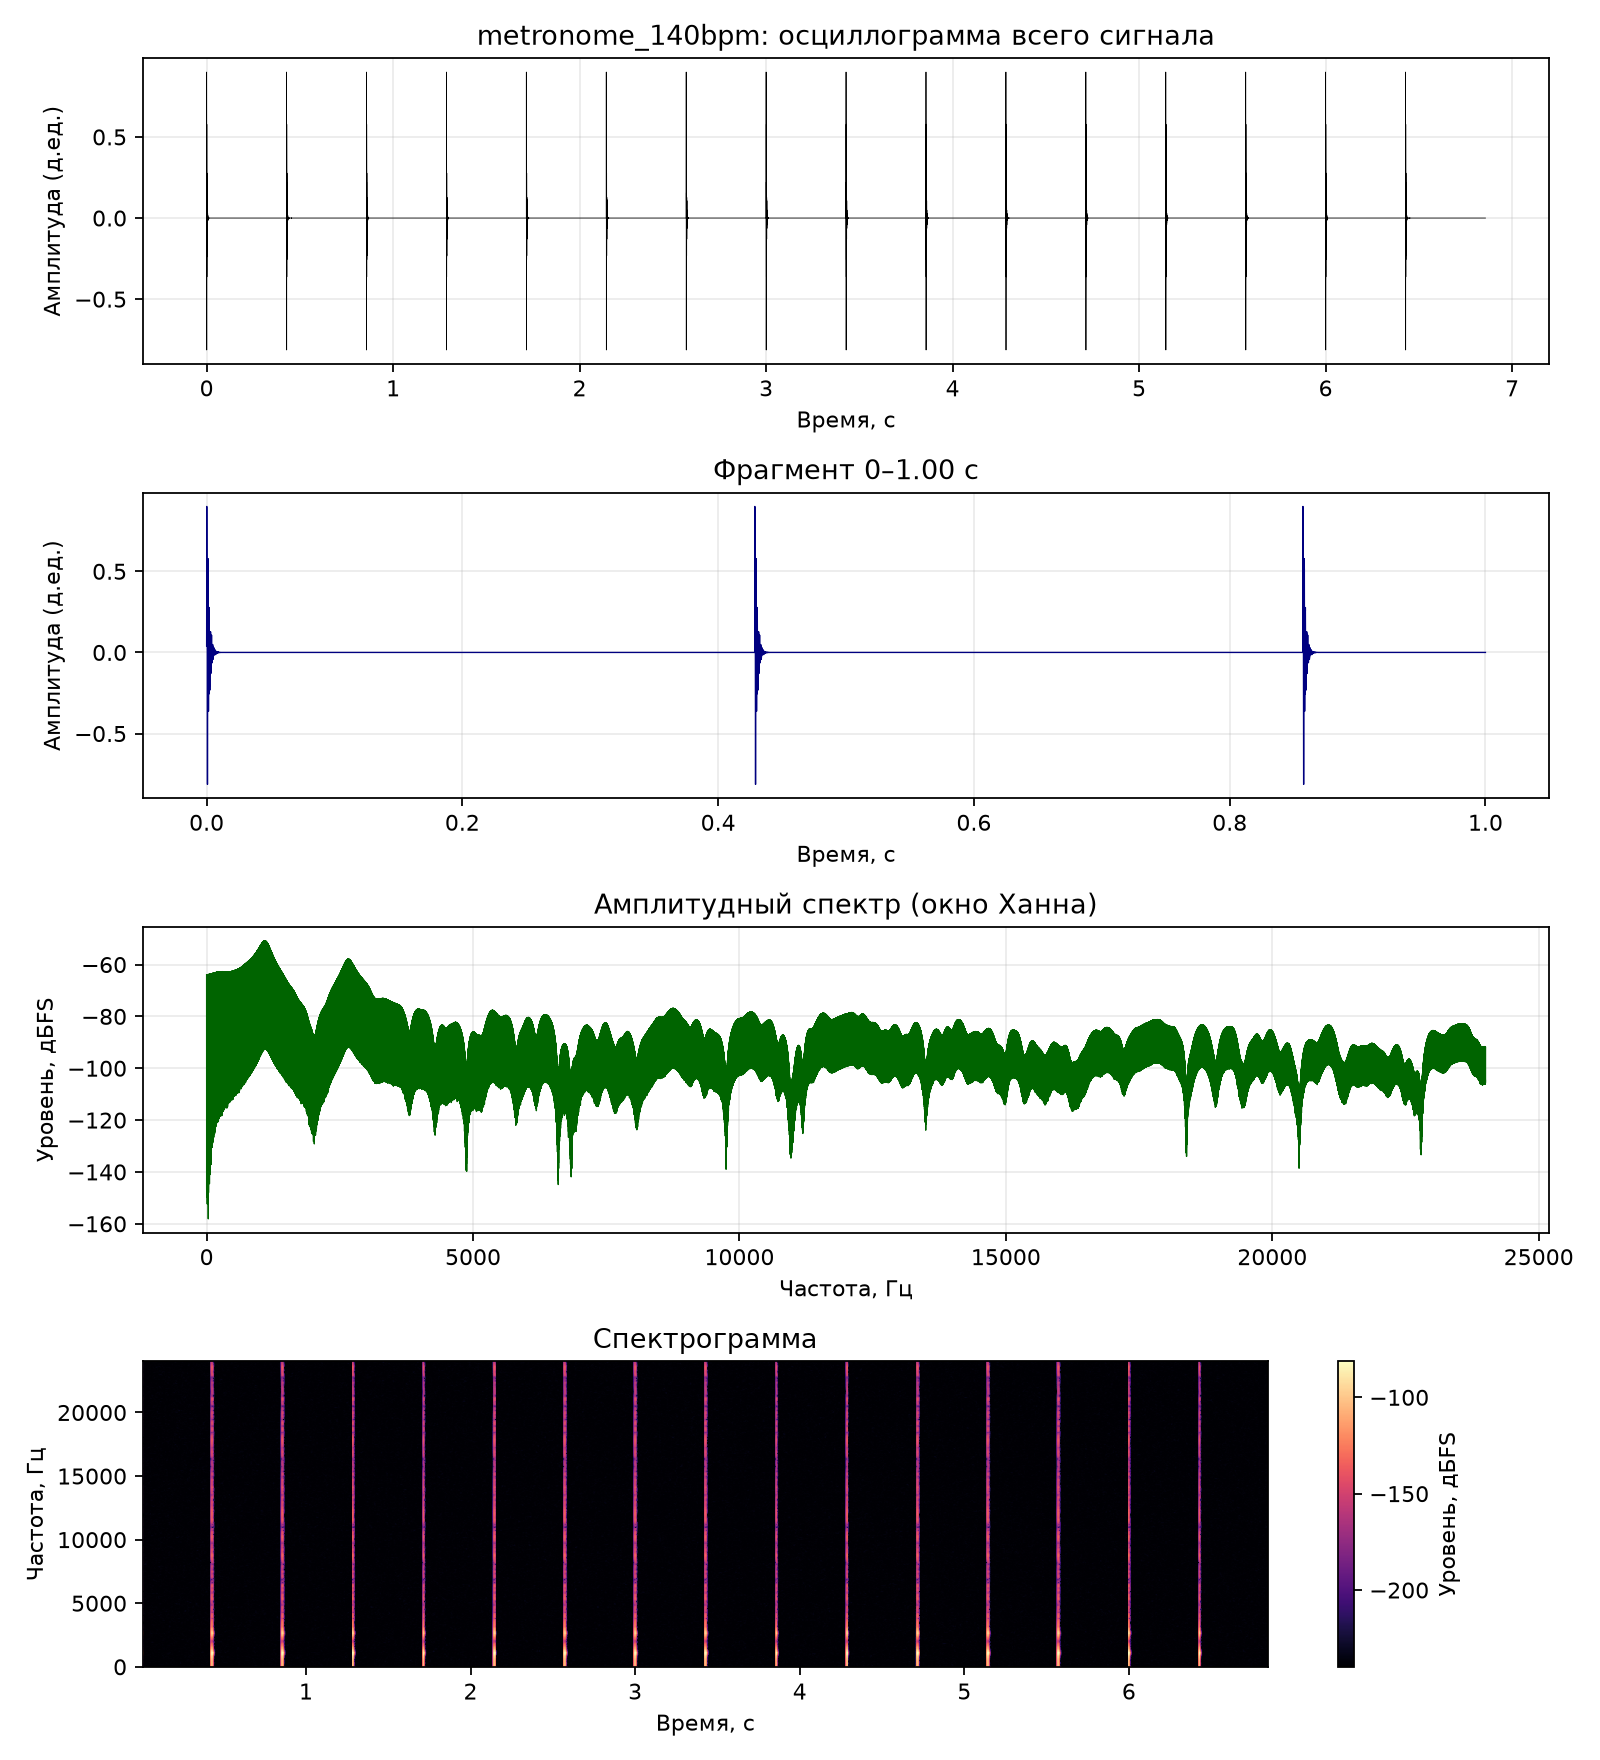 metronome_140bpm: осциллограмма всего сигнала
Амплитуда (д.ед.)
0.5
0.0
−0.5
0 1 2 3 4 5 6 7
Время, с
Фрагмент 0–1.00 с
Амплитуда (д.ед.)
0.5
0.0
−0.5
0.0 0.2 0.4 0.6 0.8 1.0
Время, с
Амплитудный спектр (окно Ханна)
Уровень, дБFS
−60
−80
−100
−120
−140
−160
0 5000 10000 15000 20000 25000
Частота, Гц
Спектрограмма
Частота, Гц
20000
15000
10000
5000
0
1 2 3 4 5 6
Время, с
−100
−150
−200
Уровень, дБFS